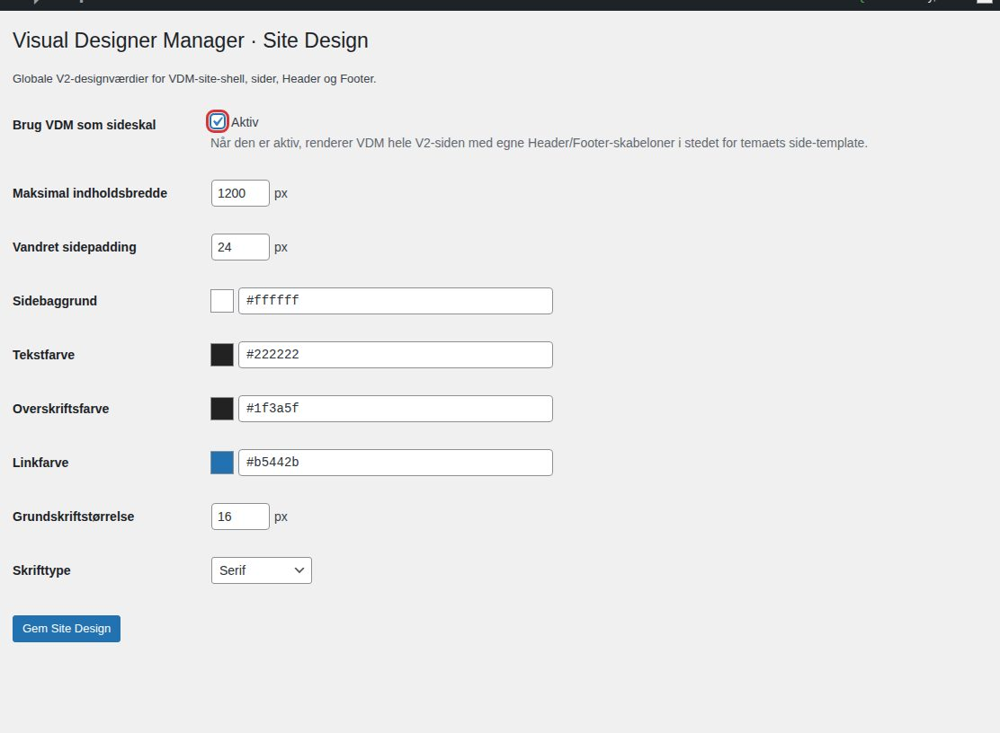 Visual Designer Manager · Site Design
Globale V2-designværdier for VDM-site-shell, sider, Header og Footer.
Brug VDM som sideskal
Aktiv
Når den er aktiv, renderer VDM hele V2-siden med egne Header/Footer-skabeloner i stedet for temaets side-template.
Maksimal indholdsbredde
1200 px
Vandret sidepadding
24 px
Sidebaggrund
#ffffff
Tekstfarve
#222222
Overskriftsfarve
#1f3a5f
Linkfarve
#b5442b
Grundskriftstørrelse
16 px
Skrifttype
Serif
Gem Site Design